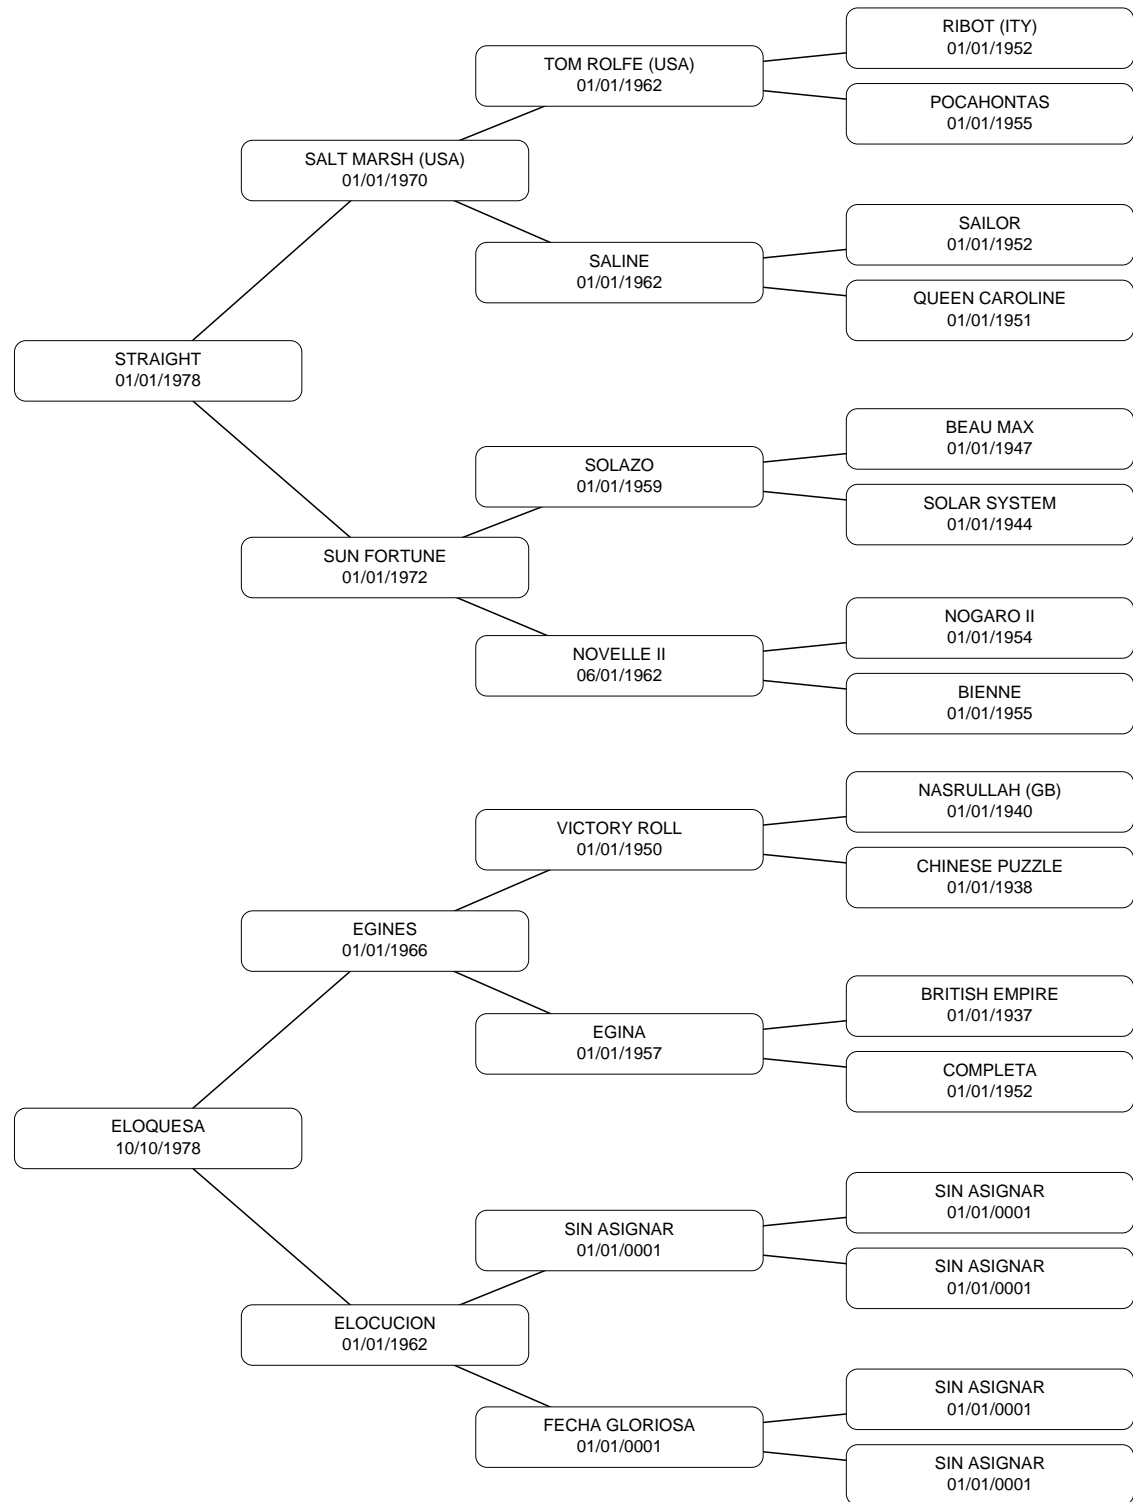 RIBOT (ITY)
01/01/1952
TOM ROLFE (USA)
01/01/1962
POCAHONTAS
01/01/1955
SALT MARSH (USA)
01/01/1970
SAILOR
01/01/1952
SALINE
01/01/1962
QUEEN CAROLINE
01/01/1951
STRAIGHT
01/01/1978
BEAU MAX
01/01/1947
SOLAZO
01/01/1959
SOLAR SYSTEM
01/01/1944
SUN FORTUNE
01/01/1972
NOGARO II
01/01/1954
NOVELLE II
06/01/1962
BIENNE
01/01/1955
NASRULLAH (GB)
01/01/1940
VICTORY ROLL
01/01/1950
CHINESE PUZZLE
01/01/1938
EGINES
01/01/1966
BRITISH EMPIRE
01/01/1937
EGINA
01/01/1957
COMPLETA
01/01/1952
ELOQUESA
10/10/1978
SIN ASIGNAR
01/01/0001
SIN ASIGNAR
01/01/0001
SIN ASIGNAR
01/01/0001
ELOCUCION
01/01/1962
SIN ASIGNAR
01/01/0001
FECHA GLORIOSA
01/01/0001
SIN ASIGNAR
01/01/0001